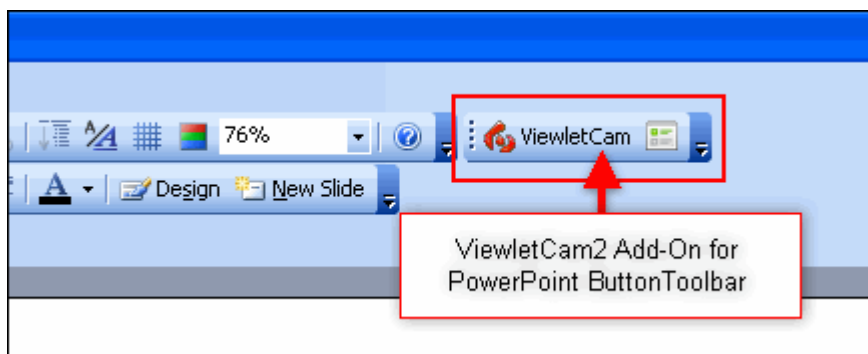 76%
ViewletCam
A
Design New Slide
ViewletCam2 Add-On for
PowerPoint ButtonToolbar